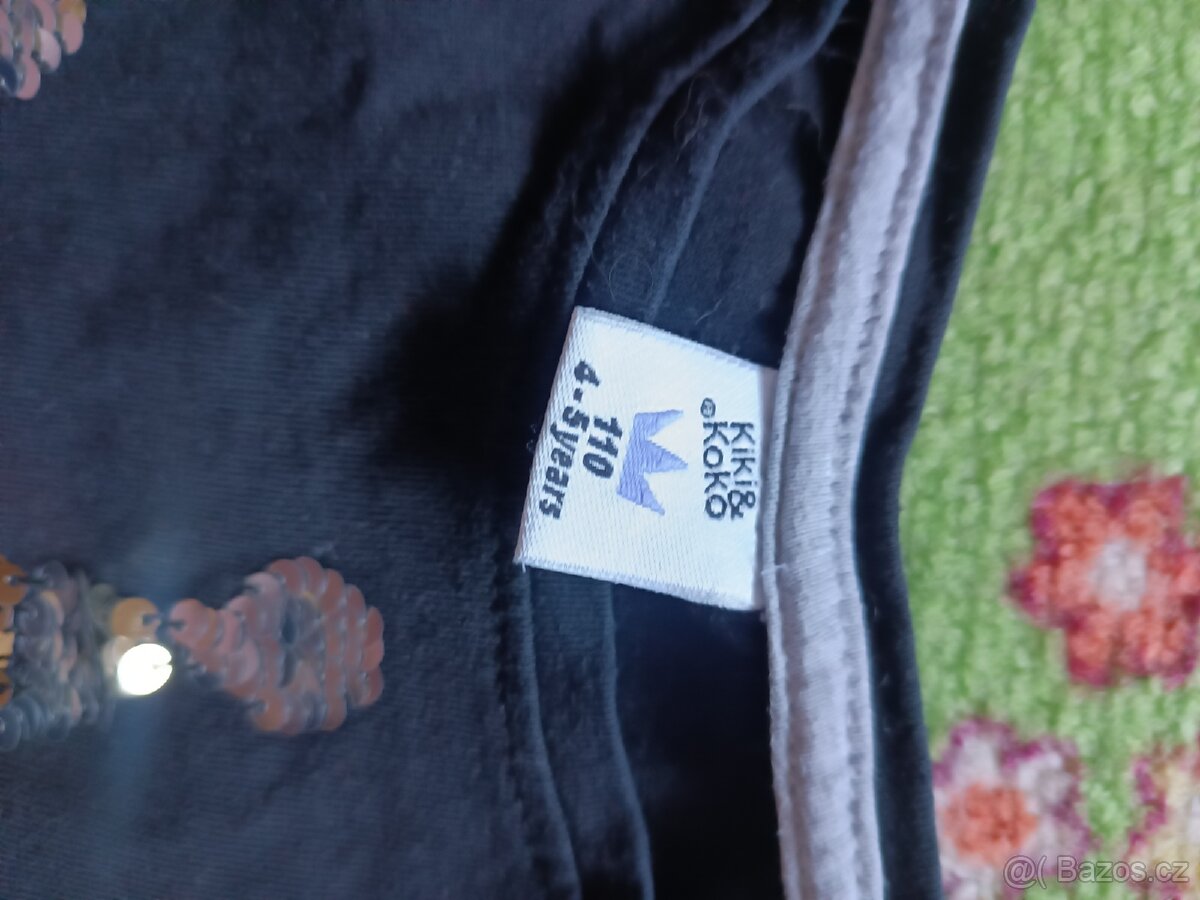 Kiki&
®KoKo
110
4-5years
@( Bazos.cz